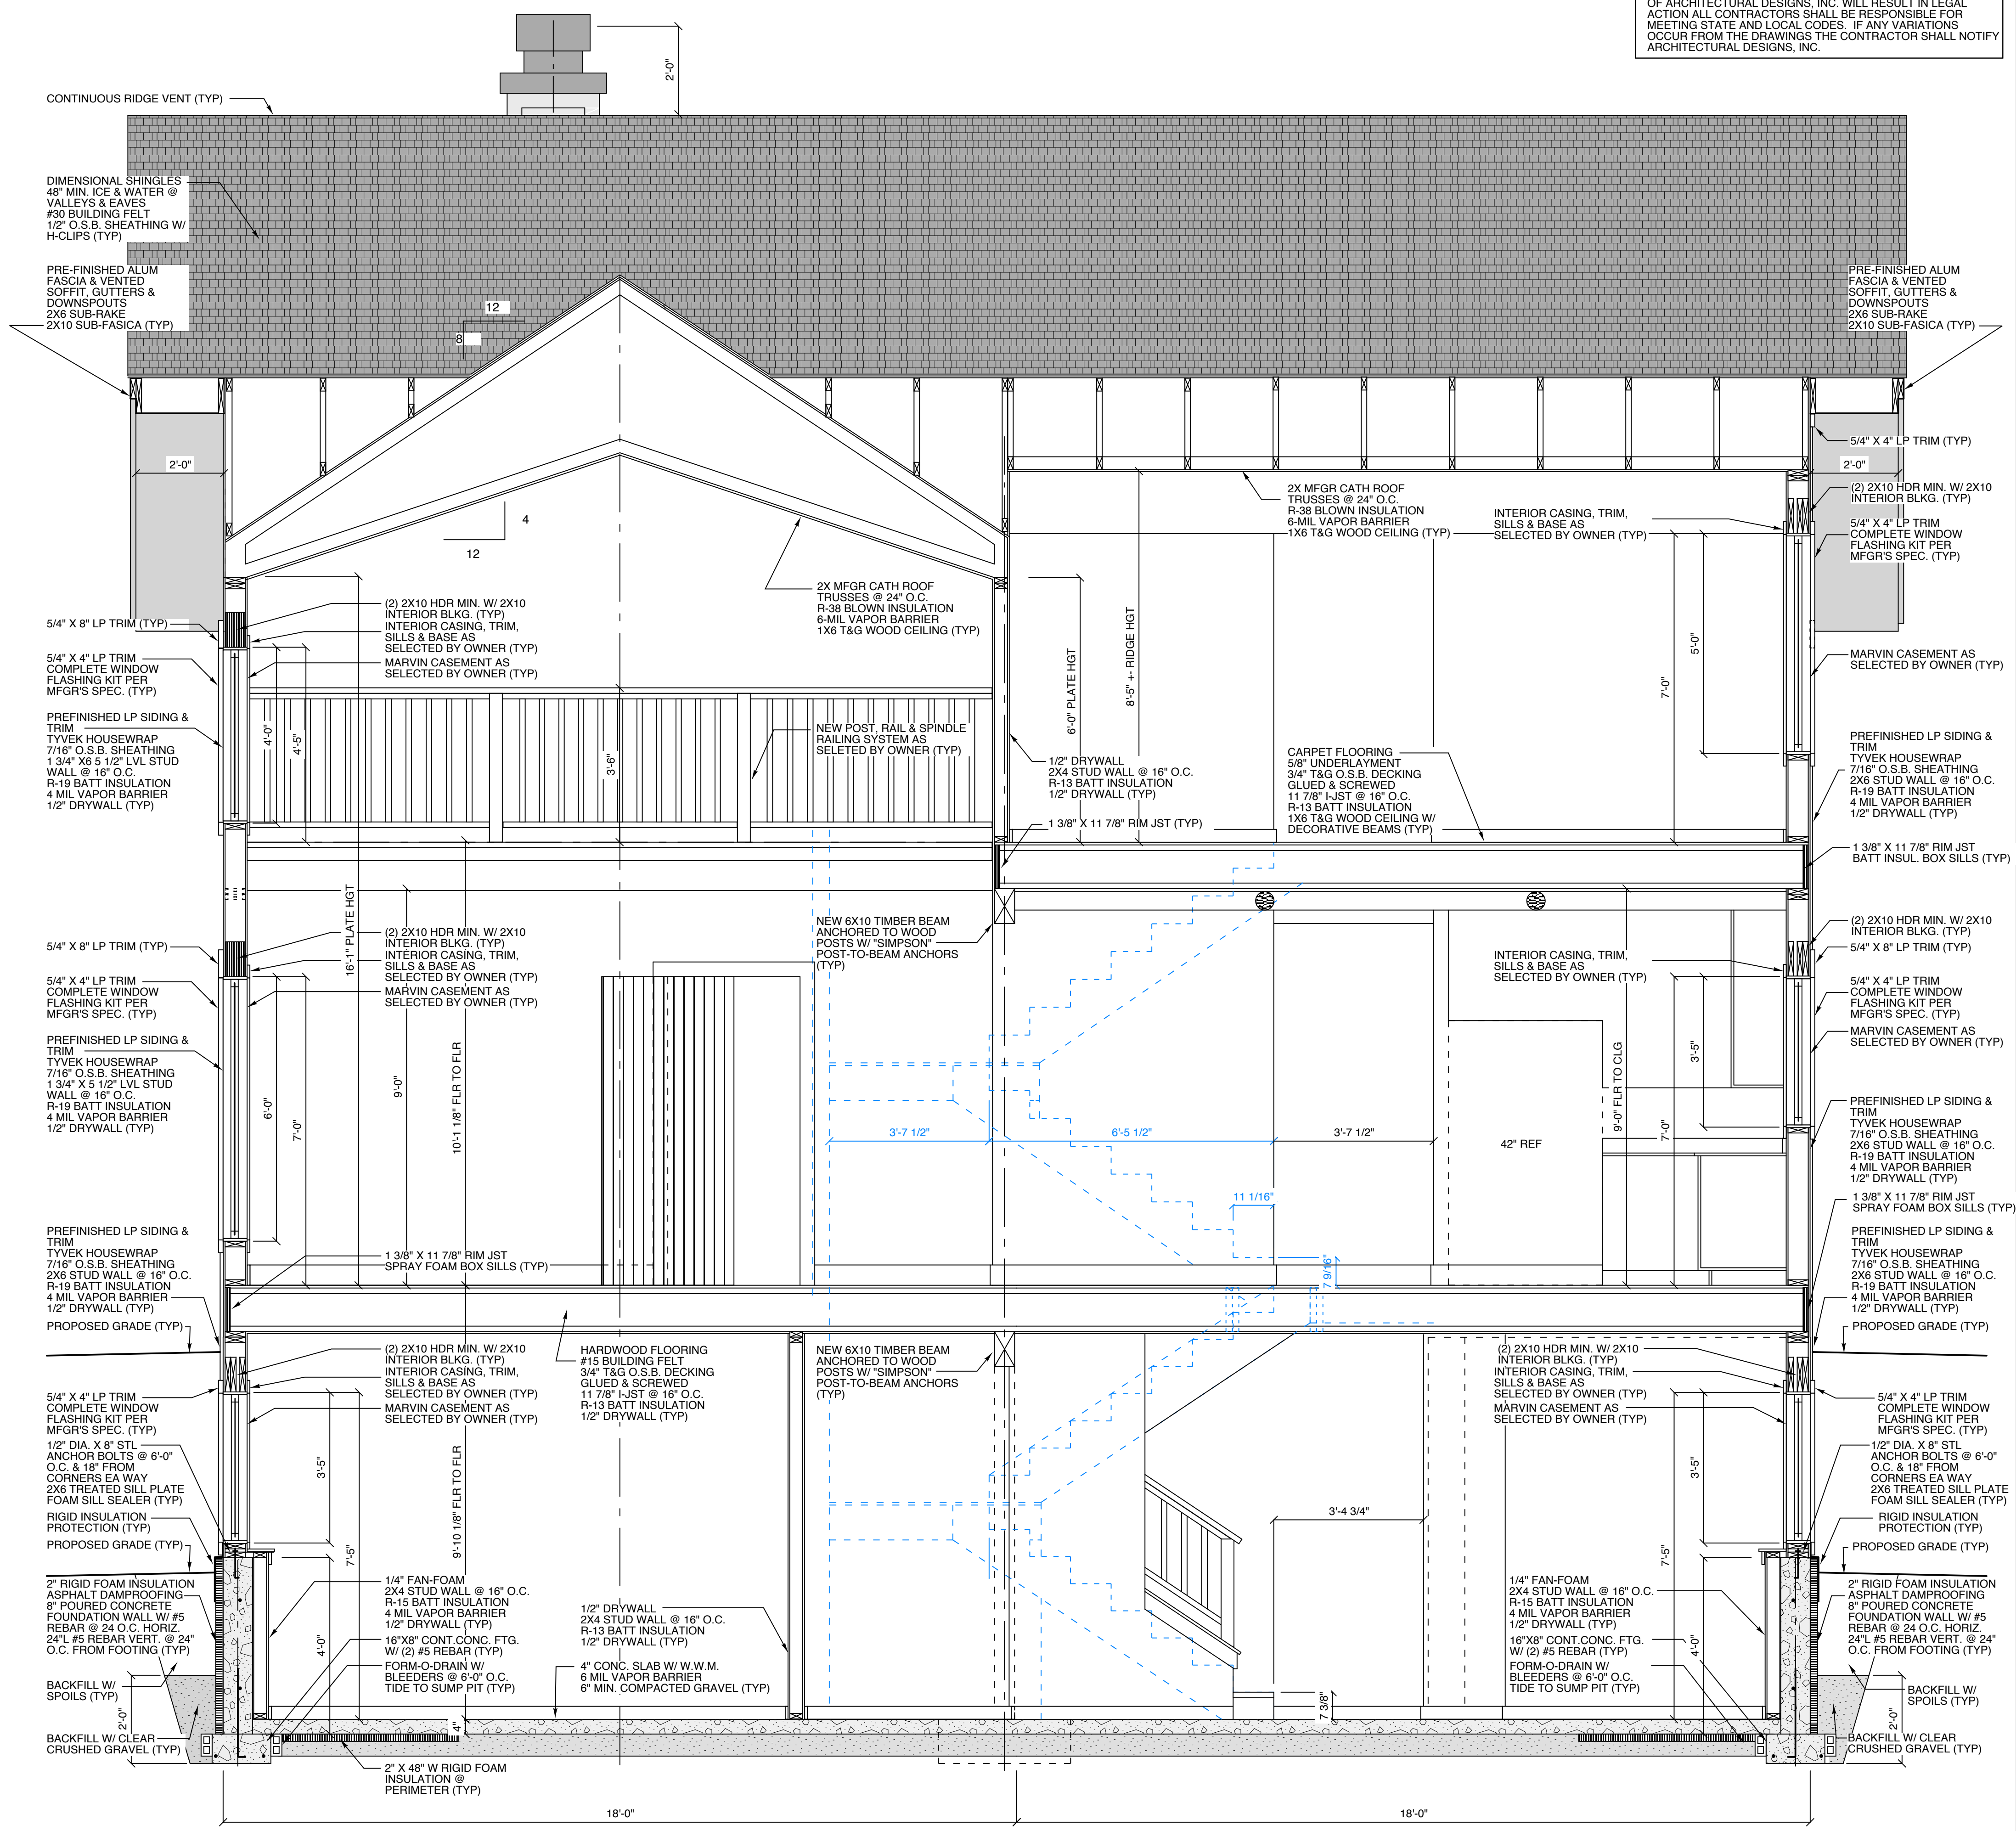 OF ARCHITECTURAL DESIGNS, INC. WILL RESULT IN LEGAL
ACTION ALL CONTRACTORS SHALL BE RESPONSIBLE FOR
MEETING STATE AND LOCAL CODES. IF ANY VARIATIONS
OCCUR FROM THE DRAWINGS THE CONTRACTOR SHALL NOTIFY
ARCHITECTURAL DESIGNS, INC.
2'-0"
CONTINUOUS RIDGE VENT (TYP)
DIMENSIONAL SHINGLES
48" MIN. ICE & WATER @
VALLEYS & EAVES
#30 BUILDING FELT
1/2" O.S.B. SHEATHING W/
H-CLIPS (TYP)
PRE-FINISHED ALUM
FASCIA & VENTED
SOFFIT, GUTTERS &
DOWNSPOUTS
2X6 SUB-RAKE
2X10 SUB-FASICA (TYP)
12
8
PRE-FINISHED ALUM
FASCIA & VENTED
SOFFIT, GUTTERS &
DOWNSPOUTS
2X6 SUB-RAKE
2X10 SUB-FASICA (TYP)
2'-0"
4
12
5/4" X 4" LP TRIM (TYP)
2'-0"
(2) 2X10 HDR MIN. W/ 2X10
INTERIOR BLKG. (TYP)
5/4" X 4" LP TRIM
COMPLETE WINDOW
FLASHING KIT PER
MFGR'S SPEC. (TYP)
2X MFGR CATH ROOF
TRUSSES @ 24" O.C.
R-38 BLOWN INSULATION
6-MIL VAPOR BARRIER
1X6 T&G WOOD CEILING (TYP)
INTERIOR CASING, TRIM,
SILLS & BASE AS
SELECTED BY OWNER (TYP)
2X MFGR CATH ROOF
TRUSSES @ 24" O.C.
R-38 BLOWN INSULATION
6-MIL VAPOR BARRIER
1X6 T&G WOOD CEILING (TYP)
5/4" X 8" LP TRIM (TYP)
(2) 2X10 HDR MIN. W/ 2X10
INTERIOR BLKG. (TYP)
INTERIOR CASING, TRIM,
SILLS & BASE AS
SELECTED BY OWNER (TYP)
MARVIN CASEMENT AS
SELECTED BY OWNER (TYP)
5/4" X 4" LP TRIM
COMPLETE WINDOW
FLASHING KIT PER
MFGR'S SPEC. (TYP)
PREFINISHED LP SIDING &
TRIM
TYVEK HOUSEWRAP
7/16" O.S.B. SHEATHING
1 3/4" X6 5 1/2" LVL STUD
WALL @ 16" O.C.
R-19 BATT INSULATION
4 MIL VAPOR BARRIER
1/2" DRYWALL (TYP)
4'-0"
4'-5"
3'-6"
NEW POST, RAIL & SPINDLE
RAILING SYSTEM AS
SELETED BY OWNER (TYP)
6'-0" PLATE HGT
8'-5" +- RIDGE HGT
5'-0"
7'-0"
MARVIN CASEMENT AS
SELECTED BY OWNER (TYP)
1/2" DRYWALL
2X4 STUD WALL @ 16" O.C.
R-13 BATT INSULATION
1/2" DRYWALL (TYP)
1 3/8" X 11 7/8" RIM JST (TYP)
CARPET FLOORING
5/8" UNDERLAYMENT
3/4" T&G O.S.B. DECKING
GLUED & SCREWED
11 7/8" I-JST @ 16" O.C.
R-13 BATT INSULATION
1X6 T&G WOOD CEILING W/
DECORATIVE BEAMS (TYP)
PREFINISHED LP SIDING &
TRIM
TYVEK HOUSEWRAP
7/16" O.S.B. SHEATHING
2X6 STUD WALL @ 16" O.C.
R-19 BATT INSULATION
4 MIL VAPOR BARRIER
1/2" DRYWALL (TYP)
1 3/8" X 11 7/8" RIM JST
BATT INSUL. BOX SILLS (TYP)
16'-1" PLATE HGT
9'-0"
10'-1 1/8" FLR TO FLR
5/4" X 8" LP TRIM (TYP)
(2) 2X10 HDR MIN. W/ 2X10
INTERIOR BLKG. (TYP)
INTERIOR CASING, TRIM,
SILLS & BASE AS
SELECTED BY OWNER (TYP)
MARVIN CASEMENT AS
SELECTED BY OWNER (TYP)
5/4" X 4" LP TRIM
COMPLETE WINDOW
FLASHING KIT PER
MFGR'S SPEC. (TYP)
NEW 6X10 TIMBER BEAM
ANCHORED TO WOOD
POSTS W/ "SIMPSON"
POST-TO-BEAM ANCHORS
(TYP)
INTERIOR CASING, TRIM,
SILLS & BASE AS
SELECTED BY OWNER (TYP)
(2) 2X10 HDR MIN. W/ 2X10
INTERIOR BLKG. (TYP)
5/4" X 8" LP TRIM (TYP)
5/4" X 4" LP TRIM
COMPLETE WINDOW
FLASHING KIT PER
MFGR'S SPEC. (TYP)
MARVIN CASEMENT AS
SELECTED BY OWNER (TYP)
PREFINISHED LP SIDING &
TRIM
TYVEK HOUSEWRAP
7/16" O.S.B. SHEATHING
1 3/4" X 5 1/2" LVL STUD
WALL @ 16" O.C.
R-19 BATT INSULATION
4 MIL VAPOR BARRIER
1/2" DRYWALL (TYP)
6'-0"
7'-0"
3'-7 1/2"
6'-5 1/2"
3'-7 1/2"
42" REF
9'-0" FLR TO CLG
3'-5"
7'-0"
11 1/16"
7 9/16"
PREFINISHED LP SIDING &
TRIM
TYVEK HOUSEWRAP
7/16" O.S.B. SHEATHING
2X6 STUD WALL @ 16" O.C.
R-19 BATT INSULATION
4 MIL VAPOR BARRIER
1/2" DRYWALL (TYP)
1 3/8" X 11 7/8" RIM JST
SPRAY FOAM BOX SILLS (TYP)
PREFINISHED LP SIDING &
TRIM
TYVEK HOUSEWRAP
7/16" O.S.B. SHEATHING
2X6 STUD WALL @ 16" O.C.
R-19 BATT INSULATION
4 MIL VAPOR BARRIER
1/2" DRYWALL (TYP)
PROPOSED GRADE (TYP)
PREFINISHED LP SIDING &
TRIM
TYVEK HOUSEWRAP
7/16" O.S.B. SHEATHING
2X6 STUD WALL @ 16" O.C.
R-19 BATT INSULATION
4 MIL VAPOR BARRIER
1/2" DRYWALL (TYP)
PROPOSED GRADE (TYP)
1 3/8" X 11 7/8" RIM JST
SPRAY FOAM BOX SILLS (TYP)
(2) 2X10 HDR MIN. W/ 2X10
INTERIOR BLKG. (TYP)
INTERIOR CASING, TRIM,
SILLS & BASE AS
SELECTED BY OWNER (TYP)
MARVIN CASEMENT AS
SELECTED BY OWNER (TYP)
HARDWOOD FLOORING
#15 BUILDING FELT
3/4" T&G O.S.B. DECKING
GLUED & SCREWED
11 7/8" I-JST @ 16" O.C.
R-13 BATT INSULATION
1/2" DRYWALL (TYP)
NEW 6X10 TIMBER BEAM
ANCHORED TO WOOD
POSTS W/ "SIMPSON"
POST-TO-BEAM ANCHORS
(TYP)
(2) 2X10 HDR MIN. W/ 2X10
INTERIOR BLKG. (TYP)
INTERIOR CASING, TRIM,
SILLS & BASE AS
SELECTED BY OWNER (TYP)
MARVIN CASEMENT AS
SELECTED BY OWNER (TYP)
5/4" X 4" LP TRIM
COMPLETE WINDOW
FLASHING KIT PER
MFGR'S SPEC. (TYP)
1/2" DIA. X 8" STL
ANCHOR BOLTS @ 6'-0"
O.C. & 18" FROM
CORNERS EA WAY
2X6 TREATED SILL PLATE
FOAM SILL SEALER (TYP)
RIGID INSULATION
PROTECTION (TYP)
PROPOSED GRADE (TYP)
2" RIGID FOAM INSULATION
ASPHALT DAMPROOFING
8" POURED CONCRETE
FOUNDATION WALL W/ #5
REBAR @ 24 O.C. HORIZ.
24"L #5 REBAR VERT. @ 24"
O.C. FROM FOOTING (TYP)
BACKFILL W/
SPOILS (TYP)
2'-0"
BACKFILL W/ CLEAR
CRUSHED GRAVEL (TYP)
3'-5"
7'-5"
4'-0"
9'-10 1/8" FLR TO FLR
4"
1/4" FAN-FOAM
2X4 STUD WALL @ 16" O.C.
R-15 BATT INSULATION
4 MIL VAPOR BARRIER
1/2" DRYWALL (TYP)
16"X8" CONT.CONC. FTG.
W/ (2) #5 REBAR (TYP)
FORM-O-DRAIN W/
BLEEDERS @ 6'-0" O.C.
TIDE TO SUMP PIT (TYP)
2" X 48" W RIGID FOAM
INSULATION @
PERIMETER (TYP)
1/2" DRYWALL
2X4 STUD WALL @ 16" O.C.
R-13 BATT INSULATION
1/2" DRYWALL (TYP)
4" CONC. SLAB W/ W.W.M.
6 MIL VAPOR BARRIER
6" MIN. COMPACTED GRAVEL (TYP)
3'-4 3/4"
7 3/8"
1/4" FAN-FOAM
2X4 STUD WALL @ 16" O.C.
R-15 BATT INSULATION
4 MIL VAPOR BARRIER
1/2" DRYWALL (TYP)
16"X8" CONT.CONC. FTG.
W/ (2) #5 REBAR (TYP)
FORM-O-DRAIN W/
BLEEDERS @ 6'-0" O.C.
TIDE TO SUMP PIT (TYP)
3'-5"
7'-5"
4'-0"
5/4" X 4" LP TRIM
COMPLETE WINDOW
FLASHING KIT PER
MFGR'S SPEC. (TYP)
1/2" DIA. X 8" STL
ANCHOR BOLTS @ 6'-0"
O.C. & 18" FROM
CORNERS EA WAY
2X6 TREATED SILL PLATE
FOAM SILL SEALER (TYP)
RIGID INSULATION
PROTECTION (TYP)
PROPOSED GRADE (TYP)
2" RIGID FOAM INSULATION
ASPHALT DAMPROOFING
8" POURED CONCRETE
FOUNDATION WALL W/ #5
REBAR @ 24 O.C. HORIZ.
24"L #5 REBAR VERT. @ 24"
O.C. FROM FOOTING (TYP)
BACKFILL W/
SPOILS (TYP)
2'-0"
BACKFILL W/ CLEAR
CRUSHED GRAVEL (TYP)
18'-0"
18'-0"